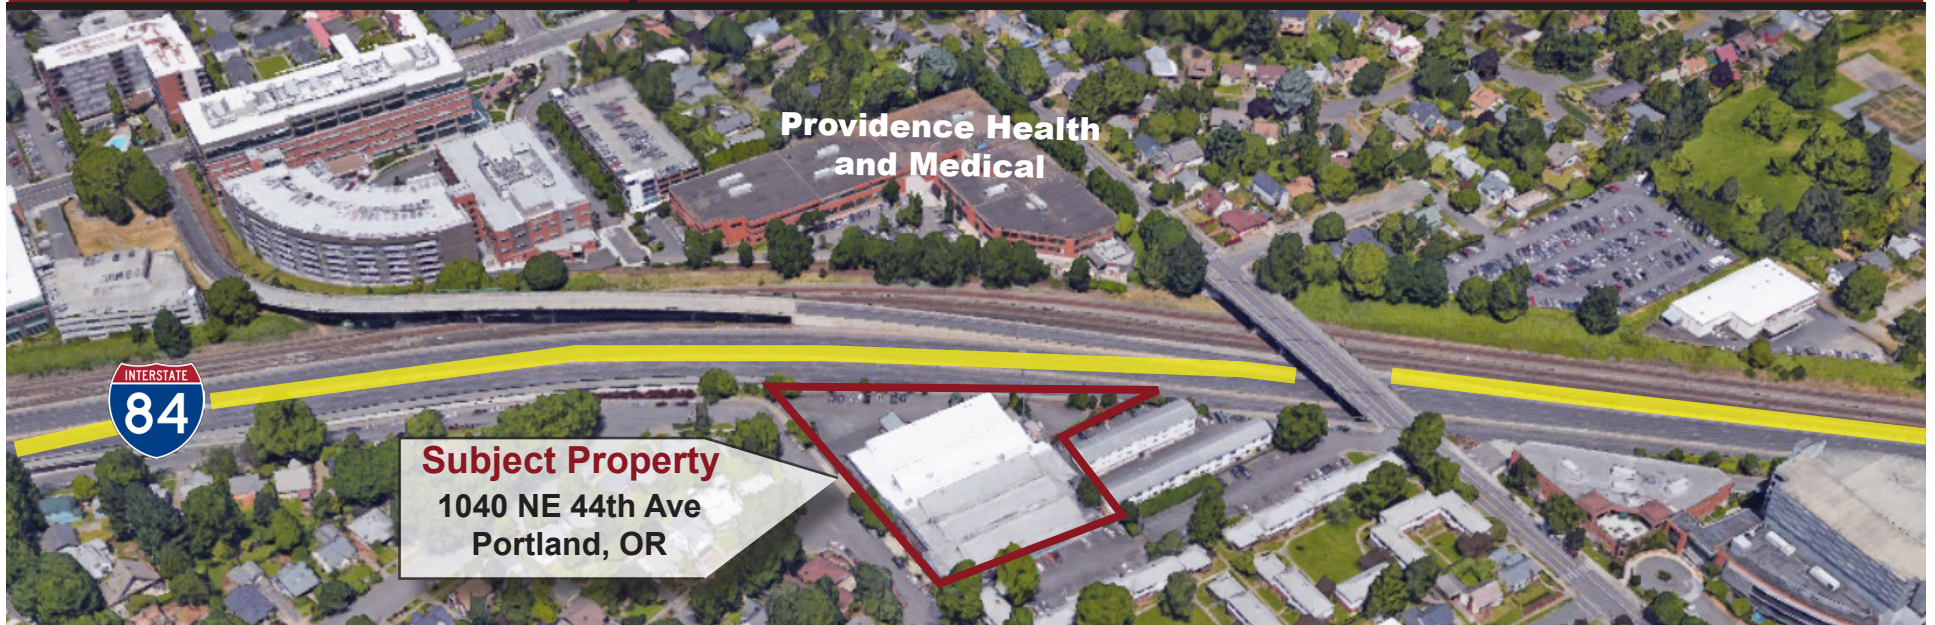 Providence Health
and Medical
INTERSTATE
84
Subject Property
1040 NE 44th Ave
Portland, OR